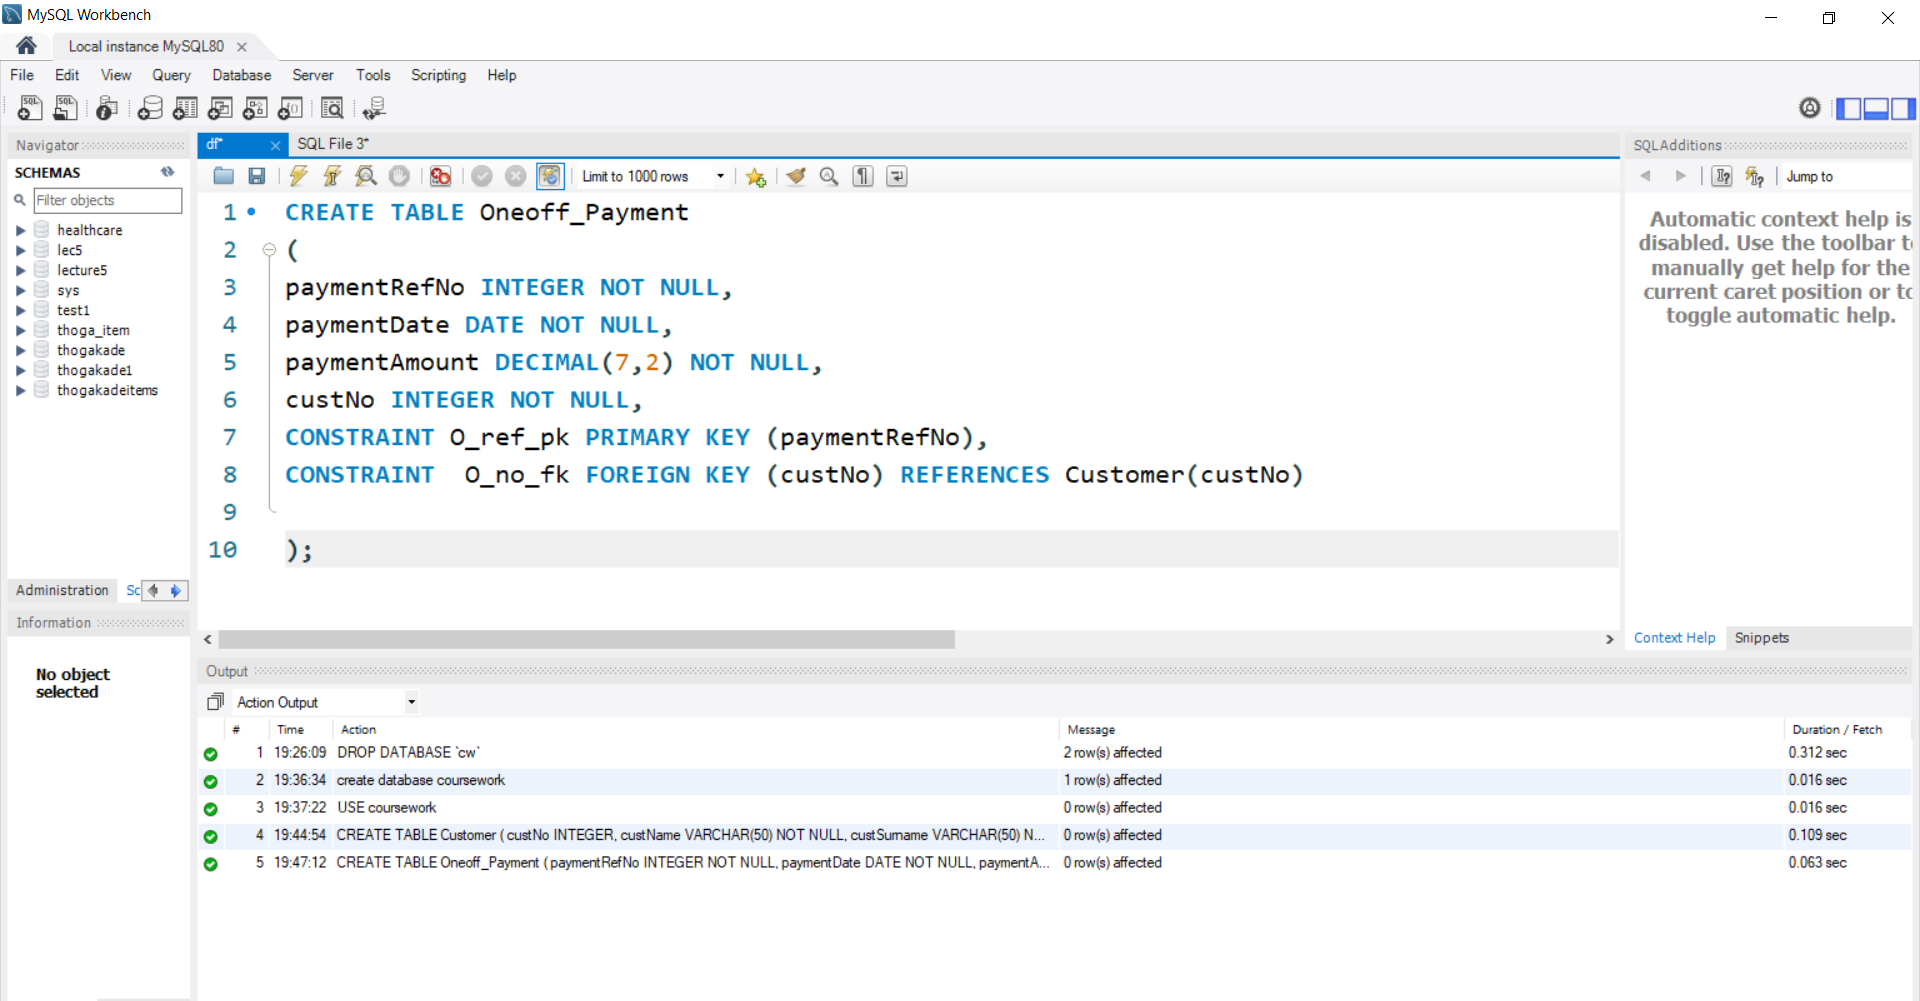 MySQL Workbench
Local instance MySQL80
File Edit View Query Database Server Tools Scripting Help
Navigator
SCHEMAS
Filter objects
healthcare
lec5
lecture5
sys
test1
thoga_item
thogakade
thogakade1
thogakadeitems
Administration Sc
Information
No object
selected
df* SQL File 3*
Limit to 1000 rows
1 CREATE TABLE Oneoff_Payment
2 (
3 paymentRefNo INTEGER NOT NULL,
4 paymentDate DATE NOT NULL,
5 paymentAmount DECIMAL(7,2) NOT NULL,
6 custNo INTEGER NOT NULL,
7 CONSTRAINT O_ref_pk PRIMARY KEY (paymentRefNo),
8 CONSTRAINT  O_no_fk FOREIGN KEY (custNo) REFERENCES Customer(custNo)
9
10 );
SQLAdditions
Jump to
Automatic context help is
disabled. Use the toolbar t
manually get help for the
current caret position or to
toggle automatic help.
Context Help Snippets
Output
Action Output
# Time Action Message Duration / Fetch
1 19:26:09 DROP DATABASE `cw` 2 row(s) affected 0.312 sec
2 19:36:34 create database coursework 1 row(s) affected 0.016 sec
3 19:37:22 USE coursework 0 row(s) affected 0.016 sec
4 19:44:54 CREATE TABLE Customer ( custNo INTEGER, custName VARCHAR(50) NOT NULL, custSurname VARCHAR(50) N... 0 row(s) affected 0.109 sec
5 19:47:12 CREATE TABLE Oneoff_Payment ( paymentRefNo INTEGER NOT NULL, paymentDate DATE NOT NULL, paymentA... 0 row(s) affected 0.063 sec